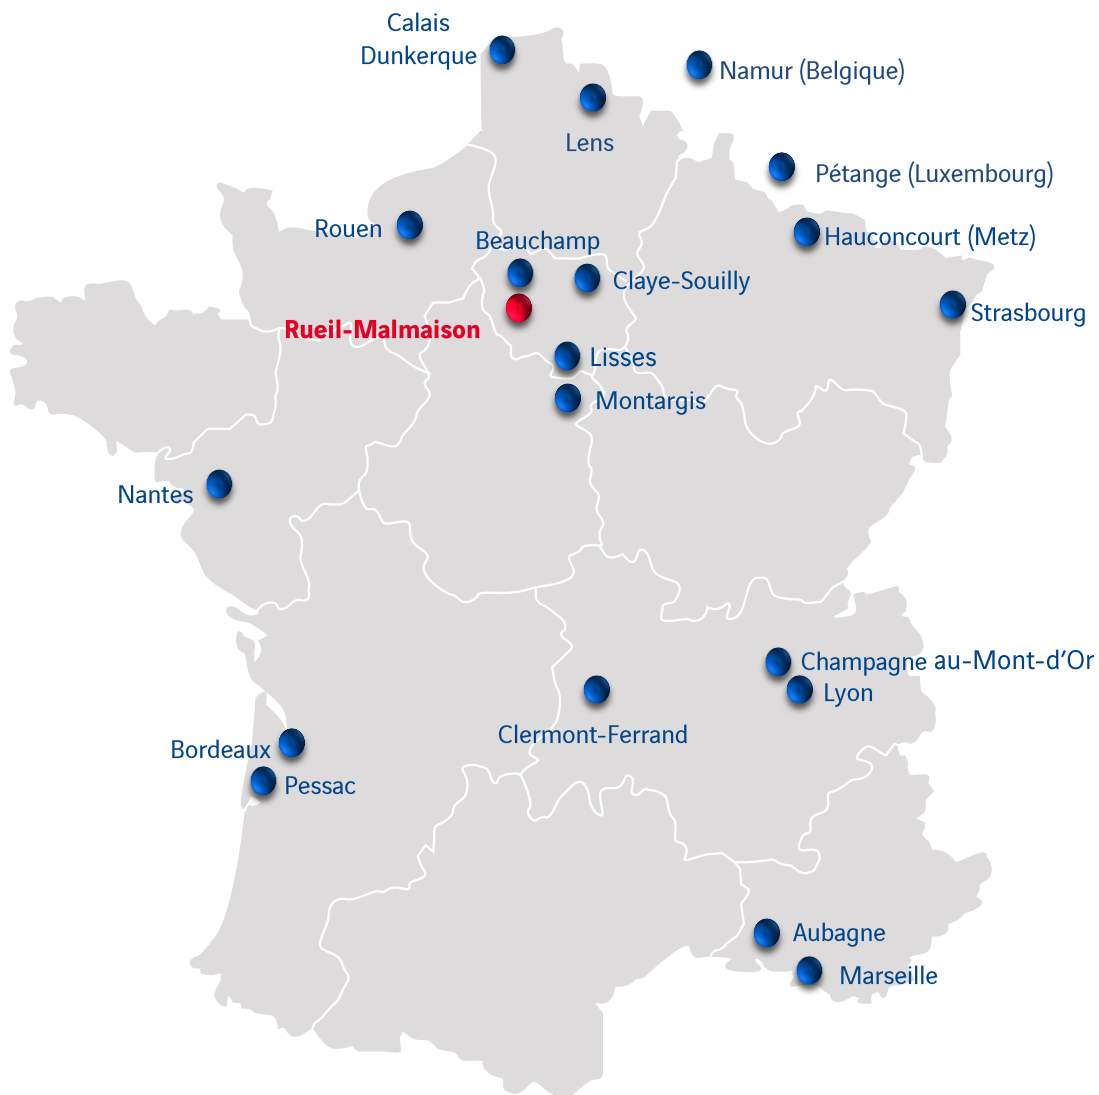 Calais
Dunkerque
Namur (Belgique)
Lens
Pétange (Luxembourg)
Rouen
Beauchamp
Hauconcourt (Metz)
Claye-Souilly
Strasbourg
Rueil-Malmaison
Lisses
Montargis
Nantes
Champagne au-Mont-d’Or
Lyon
Clermont-Ferrand
Bordeaux
Pessac
Aubagne
Marseille